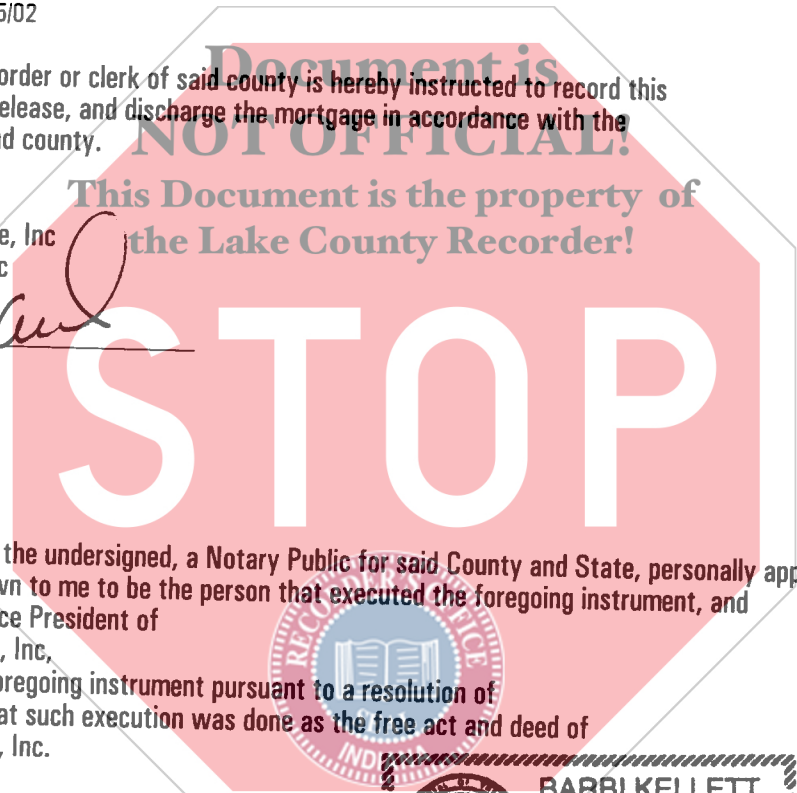 5/02
Document is
order or clerk of said county is hereby instructed to record this
elease, and discharge the mortgage in accordance with the
NOT OFFICIAL!
d county.
This Document is the property of
e, Inc
the Lake County Recorder!
c
STOP
the undersigned, a Notary Public for said County and State, personally app
wn to me to be the person that executed the foregoing instrument, and
ce President of
, Inc,
oregoing instrument pursuant to a resolution of
at such execution was done as the free act and deed of
, Inc.
RECORDER'S OFFICE
INDIANA
BARBI KELLETT